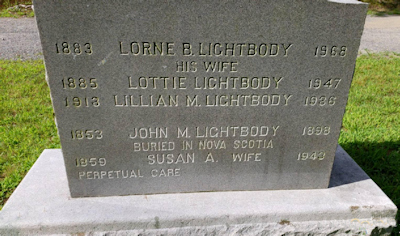 1883 LORNE B. LIGHTBODY 1968
HIS WIFE
1885 LOTTIE LIGHTBODY 1947
1913 LILLIAN M. LIGHTBODY 1936
1853 JOHN M. LIGHTBODY 1898
BURIED IN NOVA SCOTIA
1859 SUSAN A. WIFE 1943
PERPETUAL CARE